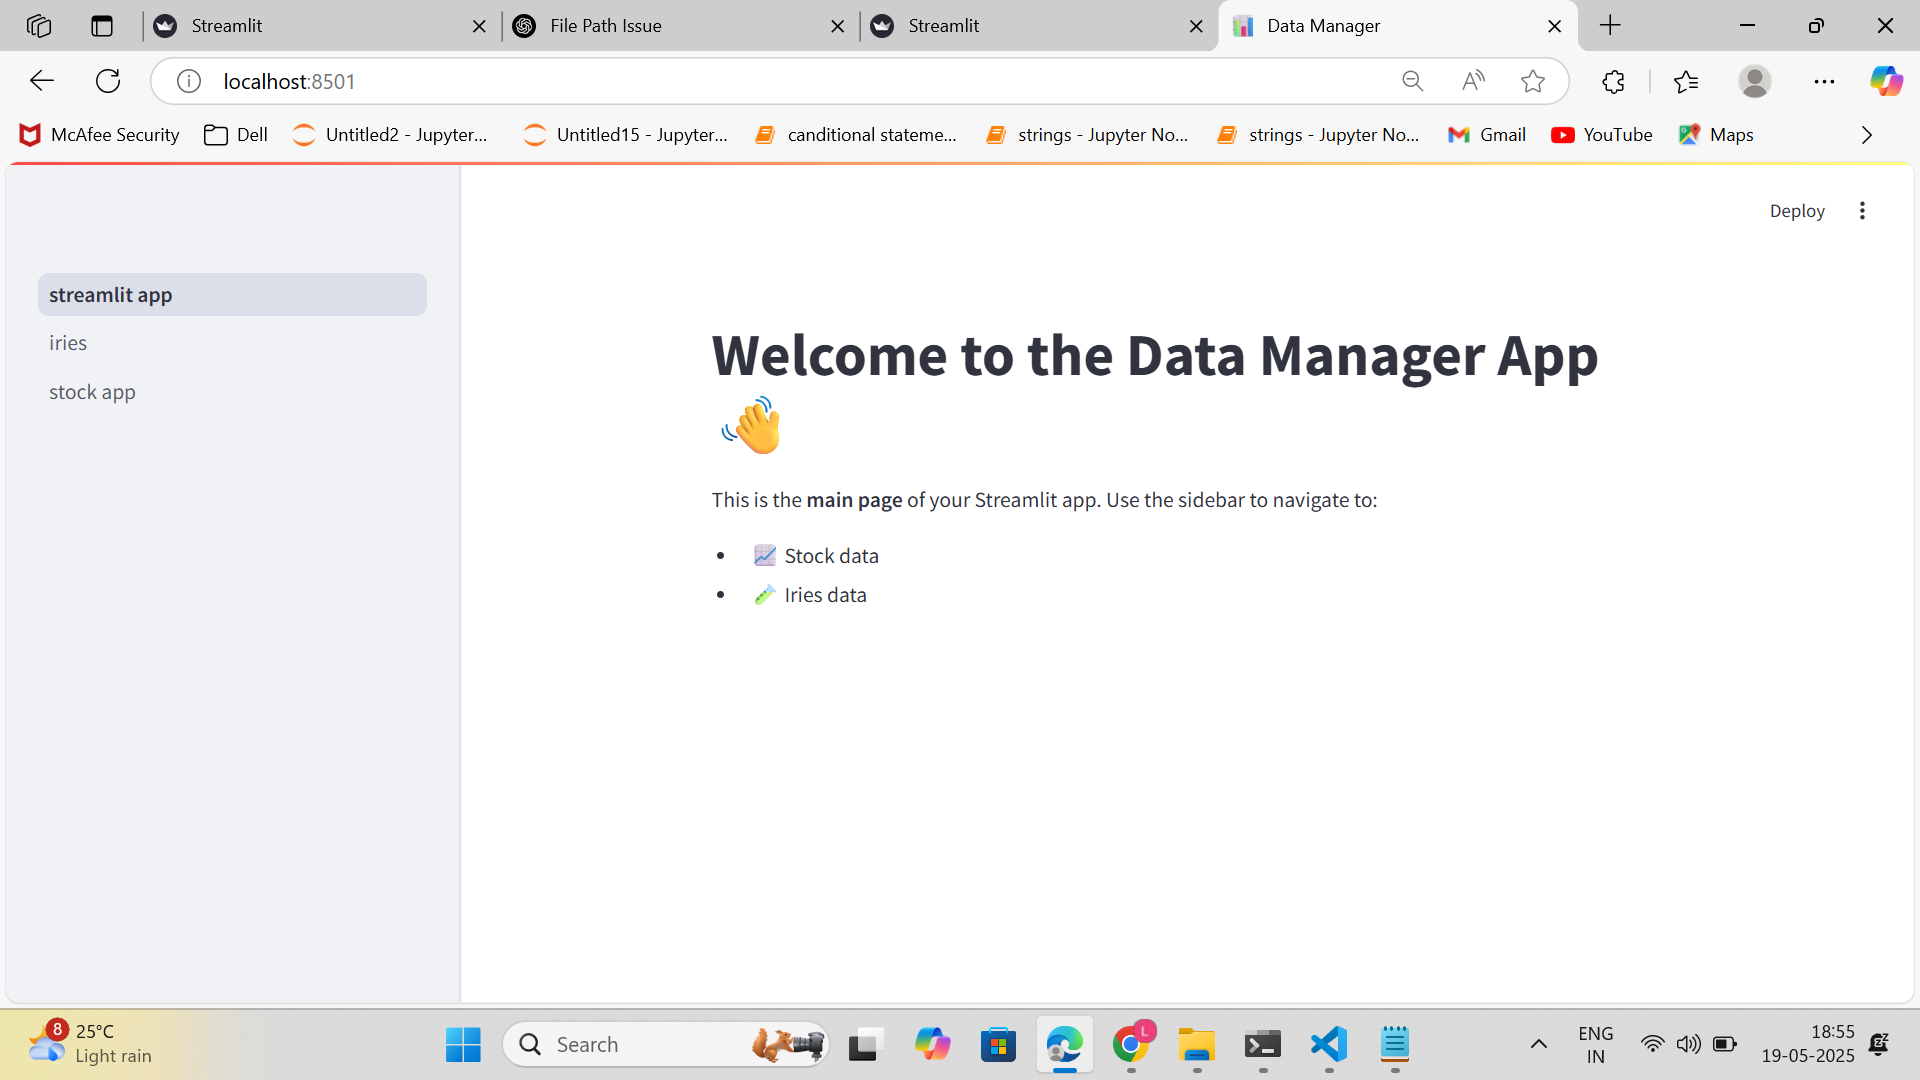 Streamlit
File Path Issue
Streamlit
Data Manager
localhost:8501
McAfee Security
Dell
Untitled2 - Jupyter...
Untitled15 - Jupyter...
canditional stateme...
strings - Jupyter No...
strings - Jupyter No...
Gmail
YouTube
Maps
Deploy
streamlit app
iries
stock app
Welcome to the Data Manager App
👋
This is the main page of your Streamlit app. Use the sidebar to navigate to:
• 📈 Stock data
• 🧪 Iries data
8
25°C
Light rain
Search
L
ENG
IN
18:55
19-05-2025